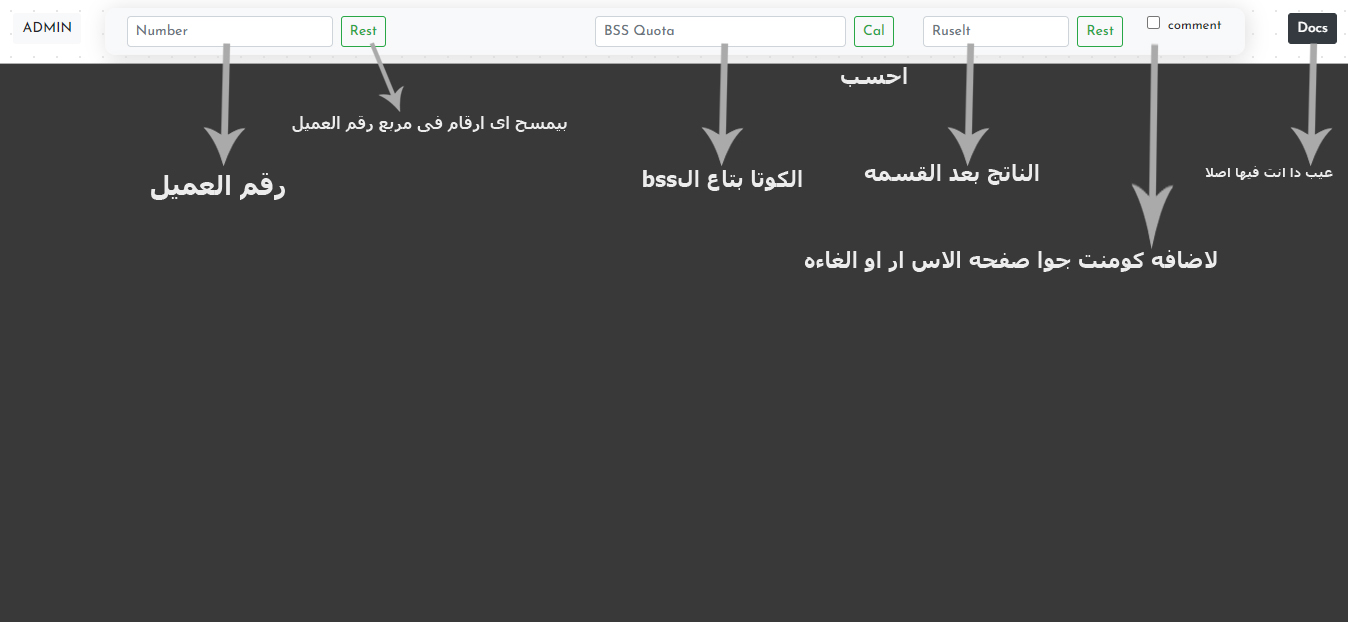 ADMIN
Number
Rest
BSS Quota
Cal
Ruselt
Rest
comment
Docs
احسب
بيمسح اى ارقام فى مربع رقم العميل
رقم العميل
الكوتا بتاع الbss
الناتج بعد القسمه
عيب دا انت فيها اصلا
لاضافه كومنت جوا صفحه الاس ار او الغاءه